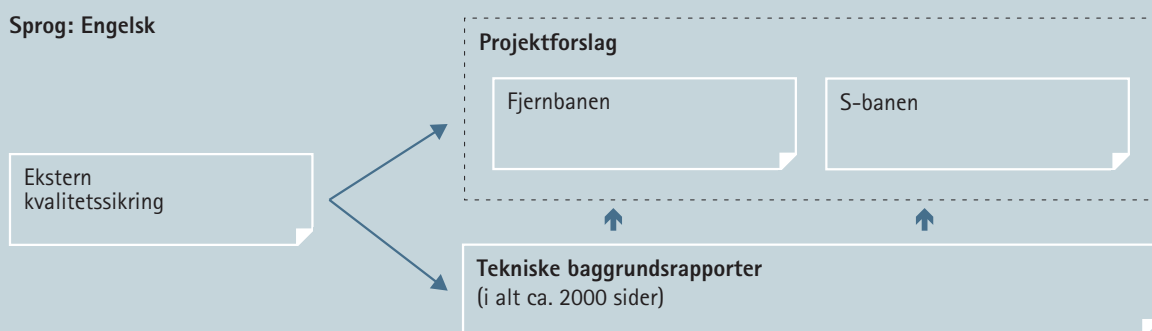 Sprog: Engelsk
Projektforslag
Fjernbanen
S-banen
Ekstern
kvalitetssikring
Tekniske baggrundsrapporter
(i alt ca. 2000 sider)